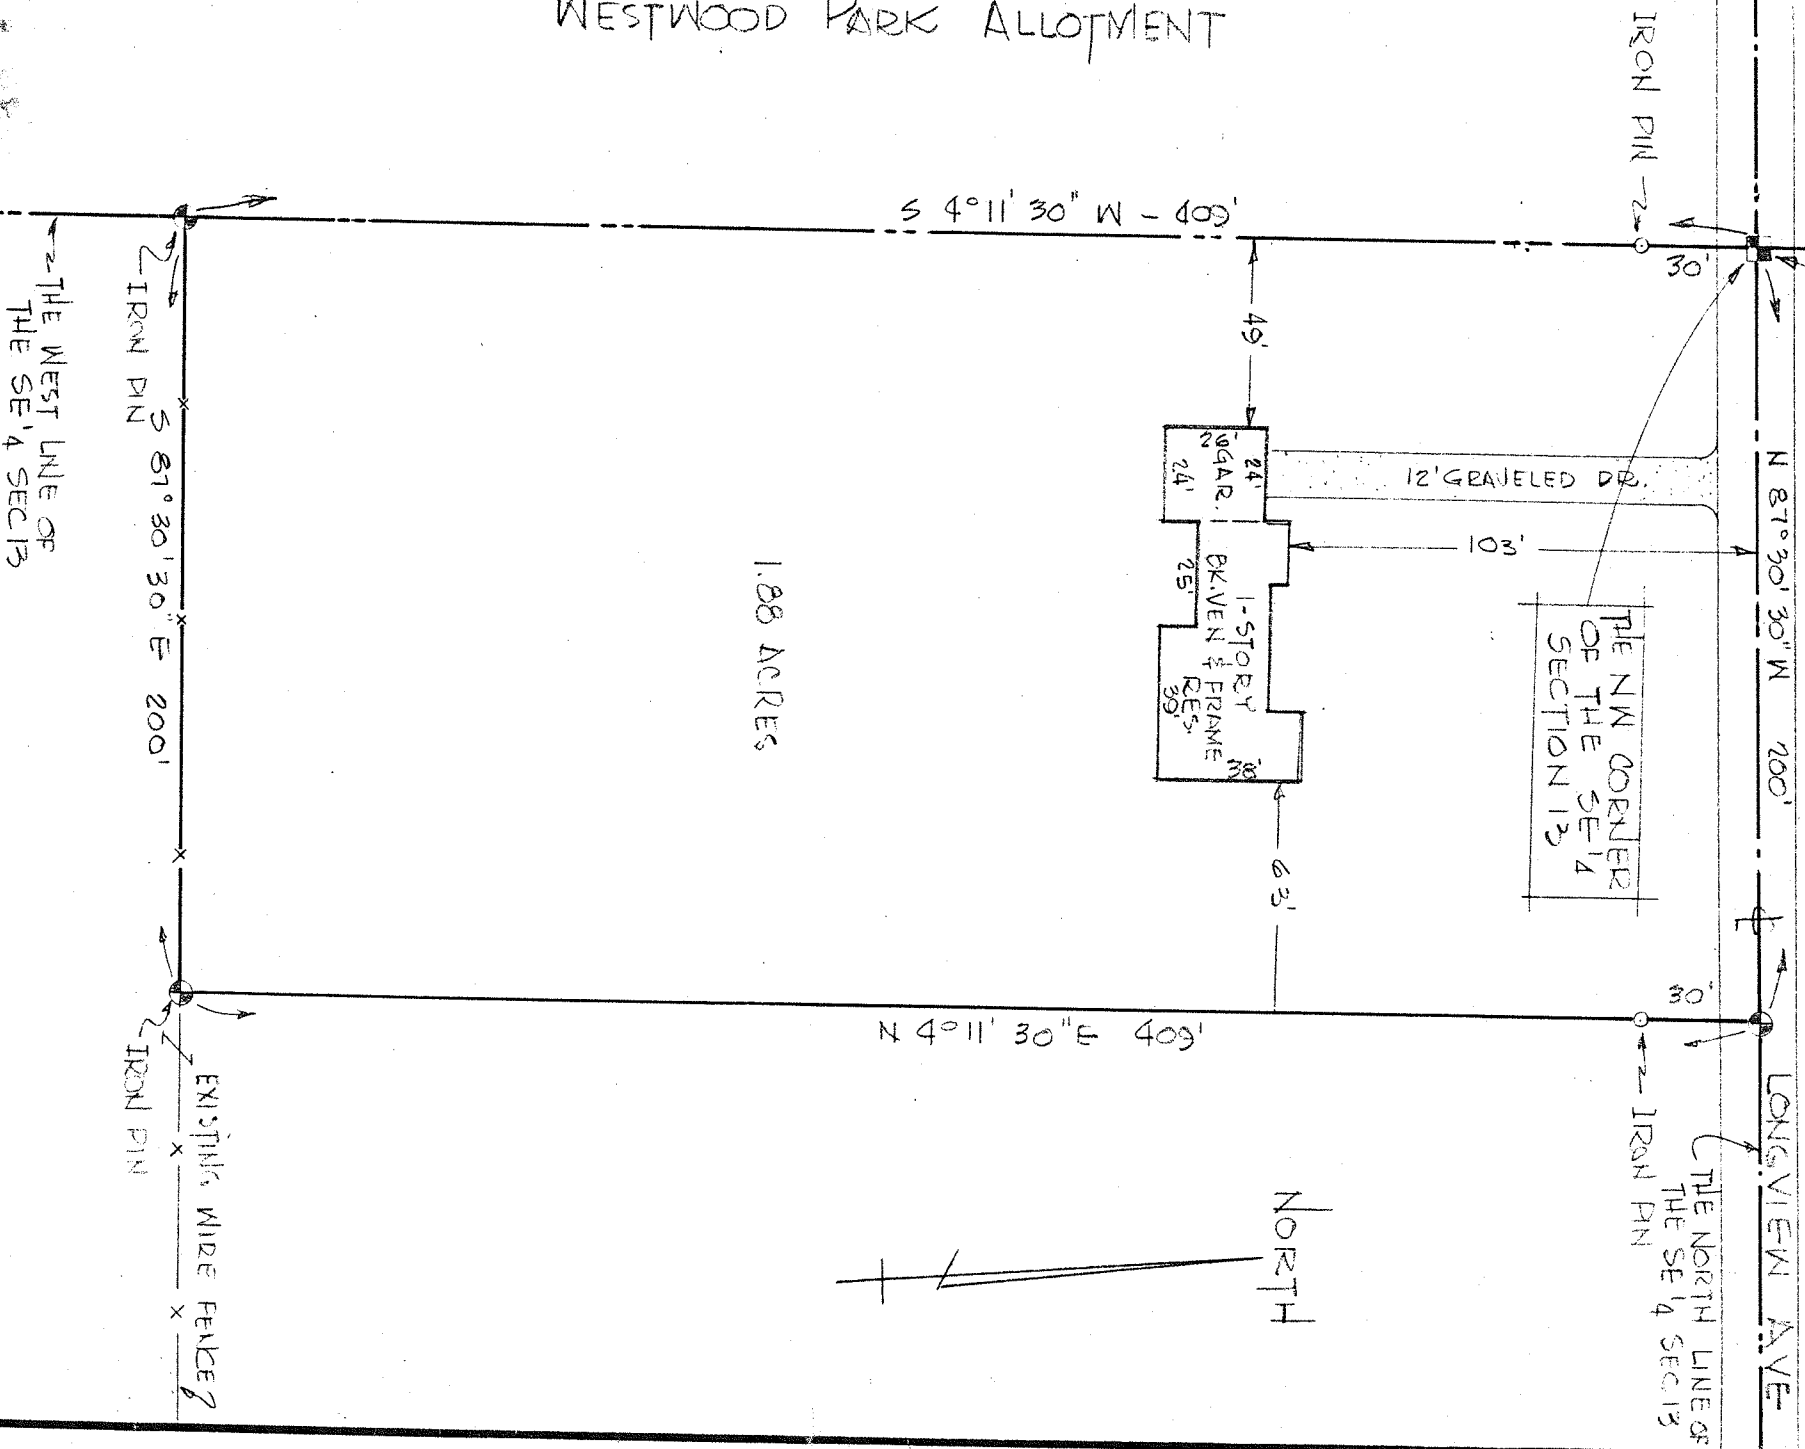 WESTWOOD PARK ALLOTMENT
IRON PIN
S 4°11' 30" W - 409'
30'
49'
26'
GAR.
24'
24'
12' GRAVELED DR.
103'
N 87° 30' 30" W 200'
25'
1-STORY
BK.VEN & FRAME
RES.
39'
38'
63'
THE NW CORNER
OF THE SE 1/4
SECTION 13
1.88 ACRES
IRON PIN
S 87° 30' 30" E 200'
THE WEST LINE OF
THE SE 1/4 SEC 13
30'
N 4°11' 30" E 409'
IRON PIN
LONGVIEW AVE
THE NORTH LINE OF
THE SE 1/4 SEC 13
IRON PIN
EXISTING WIRE FENCE
NORTH